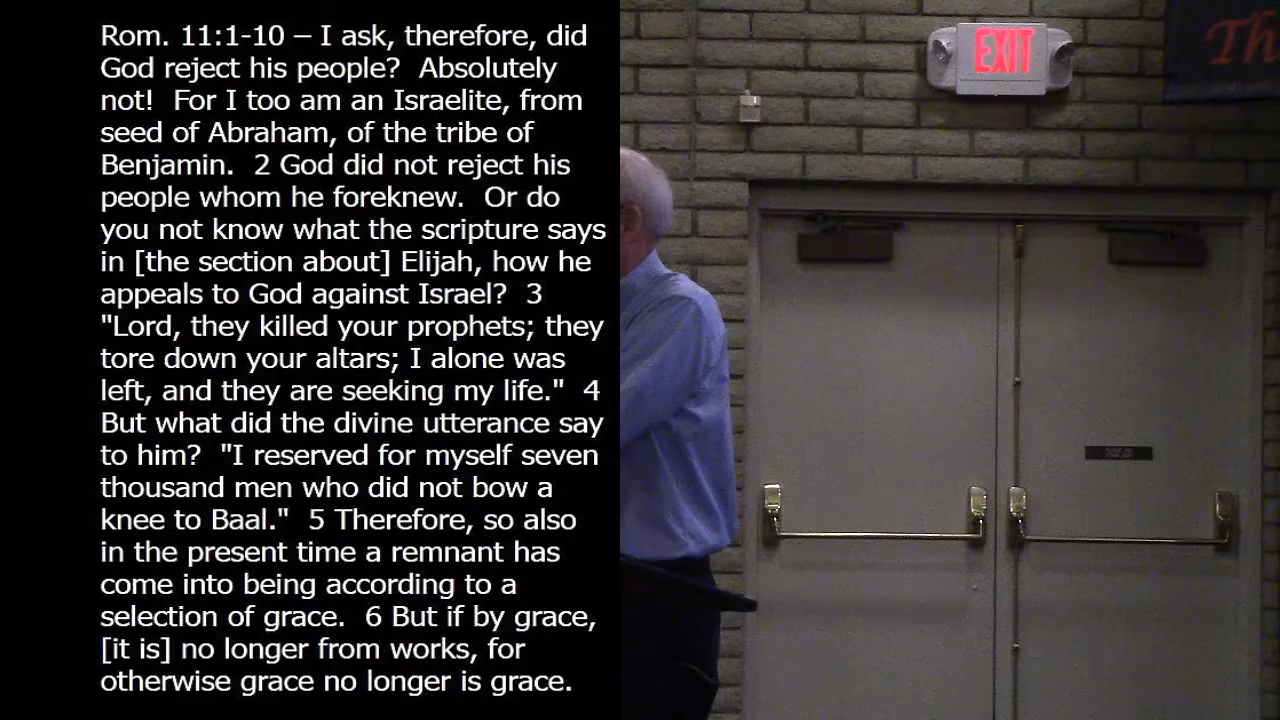 Rom. 11:1-10 – I ask, therefore, did
God reject his people?  Absolutely
not!  For I too am an Israelite, from
seed of Abraham, of the tribe of
Benjamin.  2 God did not reject his
people whom he foreknew.  Or do
you not know what the scripture says
in [the section about] Elijah, how he
appeals to God against Israel?  3
"Lord, they killed your prophets; they
tore down your altars; I alone was
left, and they are seeking my life."  4
But what did the divine utterance say
to him?  "I reserved for myself seven
thousand men who did not bow a
knee to Baal."  5 Therefore, so also
in the present time a remnant has
come into being according to a
selection of grace.  6 But if by grace,
[it is] no longer from works, for
otherwise grace no longer is grace.
EXIT
Th